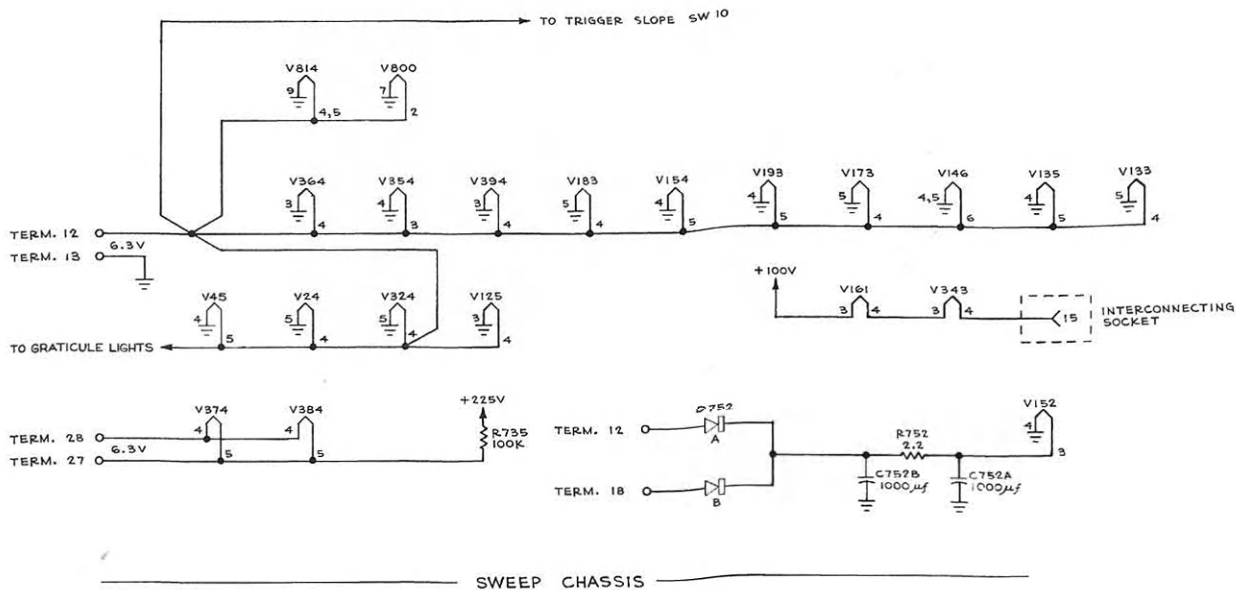 TO TRIGGER SLOPE SW 10
V814 V800
9 7
4,5 2
V364 V354 V394 V183 V154 V193 V173 V146 V135 V133
3 4 3 5 4 4 5 4,5 4 5
4 3 4 4 5 5 4 6 5 4
TERM. 12
6.3V
TERM. 13
+100V
V161 V343
3 4 3 4
15
INTERCONNECTING
SOCKET
V45 V24 V324 V125
4 5 5 3
5 4 4 4
TO GRATICULE LIGHTS
V374 V384
4 4
TERM. 28
6.3V
TERM. 27
5 5
+225V
R735
100K
TERM. 12
D752
A
TERM. 18
B
R752
2.2
C752B
1000µf
C752A
1000µf
V152
4
3
SWEEP CHASSIS